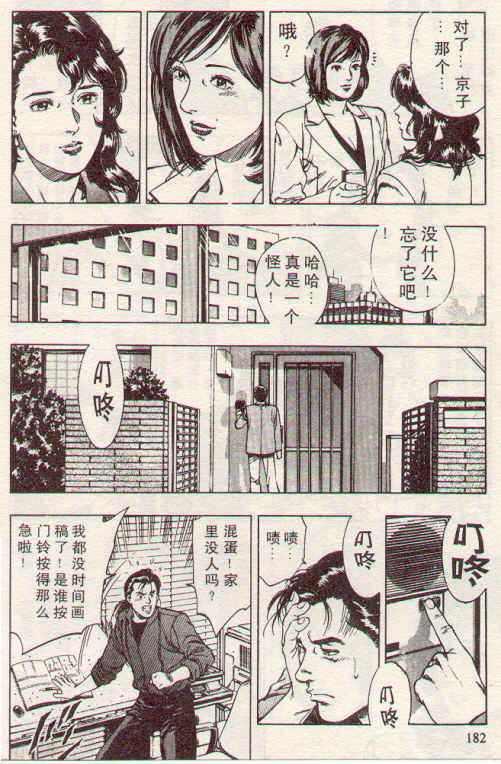 对了…
…那个…
京子
哦？
没什么！
忘了它吧
！
哈哈…
真是一个
怪人！
叮咚
叮咚
叮咚
叮咚
啧…
啧…
混蛋！家
里没人吗？
我都没时间画
稿了！是谁按
门铃按得那么
急啦！
182